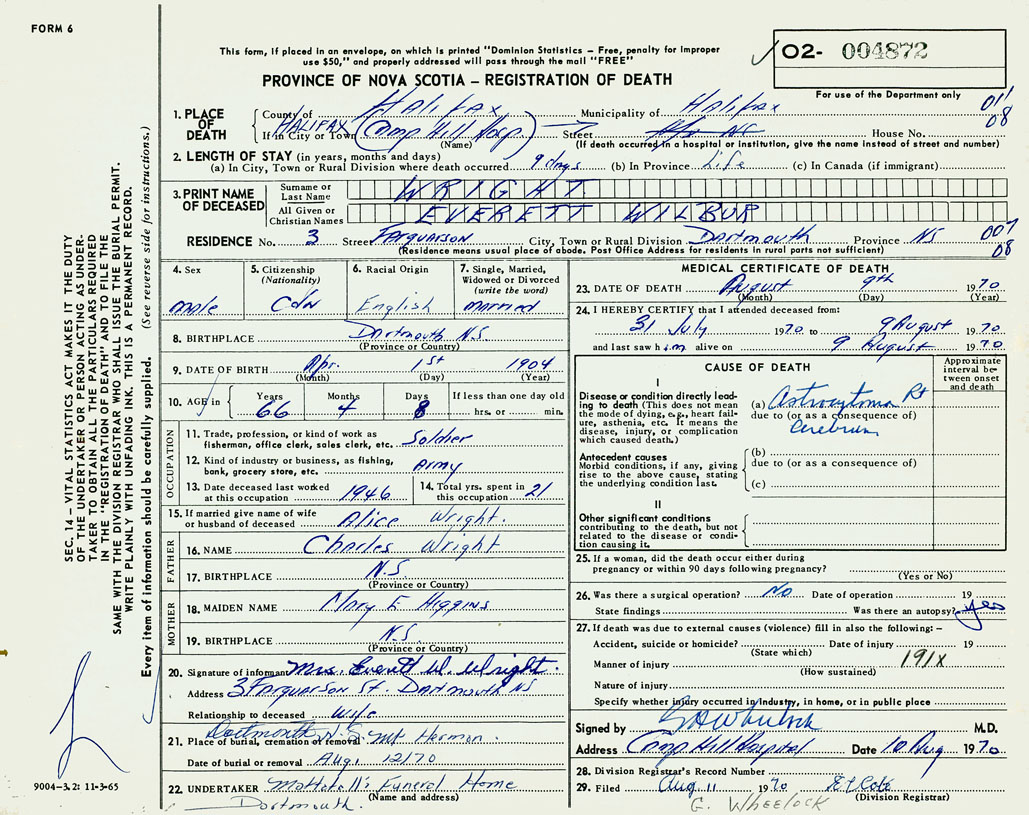 FORM 6
This form, if placed in an envelope, on which is printed "Dominion Statistics – Free, penalty for improper
use $50," and properly addressed will pass through the mail "FREE"
PROVINCE OF NOVA SCOTIA – REGISTRATION OF DEATH
O2- 004872
For use of the Department only
011
08
1. PLACE OF DEATH
County of Halifax Municipality of Halifax
If in City or Town HALIFAX (Camp Hill Hosp) Street House No.
(Name) (If death occurred in a hospital or institution, give the name instead of street and number)
2. LENGTH OF STAY (in years, months and days)
(a) In City, Town or Rural Division where death occurred 9 days (b) In Province Life (c) In Canada (if immigrant)
3. PRINT NAME OF DECEASED
Surname or Last Name WRIGHT
All Given or Christian Names EVERETT WILBUR
RESIDENCE No. 3 Street Farquarson City, Town or Rural Division Dartmouth Province NS
(Residence means usual place of abode. Post Office Address for residents in rural parts not sufficient)
007
08
4. Sex
male
5. Citizenship
(Nationality)
Cdn
6. Racial Origin
English
7. Single, Married,
Widowed or Divorced
(write the word)
married
8. BIRTHPLACE Dartmouth N.S.
(Province or Country)
9. DATE OF BIRTH Apr. 1st 1904
(Month) (Day) (Year)
10. AGE in Years 66 Months 4 Days 8 If less than one day old
hrs. or min.
OCCUPATION
11. Trade, profession, or kind of work as
fisherman, office clerk, sales clerk, etc. Soldier
12. Kind of industry or business, as fishing,
bank, grocery store, etc. Army
13. Date deceased last worked
at this occupation 1946
14. Total yrs. spent in
this occupation 21
15. If married give name of wife
or husband of deceased Alice Wright.
FATHER
16. NAME Charles Wright
17. BIRTHPLACE N.S.
(Province or Country)
MOTHER
18. MAIDEN NAME Mary E Higgins
19. BIRTHPLACE N.S.
(Province or Country)
20. Signature of informant Mrs. Everett W. Wright.
Address 3 Farquarson St. Dartmouth NS
Relationship to deceased wife
21. Place of burial, cremation or removal Dartmouth N.S. Mt Hermon.
Date of burial or removal Aug, 12/70
22. UNDERTAKER Mattatall's Funeral Home
(Name and address)
Dartmouth.
MEDICAL CERTIFICATE OF DEATH
23. DATE OF DEATH August 9th 1970
(Month) (Day) (Year)
24. I HEREBY CERTIFY that I attended deceased from:
31 July 1970 to 9 August 1970
and last saw him alive on 9 August 1970
CAUSE OF DEATH
Approximate interval between onset and death
I
Disease or condition directly leading to death (This does not mean the mode of dying, e.g., heart failure, asthenia, etc. It means the disease, injury, or complication which caused death.)
(a) Astrocytoma Rt
due to (or as a consequence of)
Cerebrum
Antecedent causes
Morbid conditions, if any, giving rise to the above cause, stating the underlying condition last.
(b)
due to (or as a consequence of)
(c)
II
Other significant conditions
contributing to the death, but not related to the disease or condition causing it.
25. If a woman, did the death occur either during
pregnancy or within 90 days following pregnancy?
(Yes or No)
26. Was there a surgical operation? No Date of operation 19
State findings Was there an autopsy? yes
27. If death was due to external causes (violence) fill in also the following: –
Accident, suicide or homicide? Date of injury 19
(State which)
Manner of injury 191X
(How sustained)
Nature of injury
Specify whether injury occurred in industry, in home, or in public place
Signed by G H Wheelock M.D.
Address Camp Hill Hospital Date 10 Aug 1970
28. Division Registrar's Record Number
29. Filed Aug 11 1970
(Division Registrar)
G. WHEELOCK
SEC. 14 – VITAL STATISTICS ACT MAKES IT THE DUTY
OF THE UNDERTAKER OR PERSON ACTING AS UNDER-
TAKER TO OBTAIN ALL THE PARTICULARS REQUIRED
IN THE "REGISTRATION OF DEATH" AND TO FILE THE
SAME WITH THE DIVISION REGISTRAR WHO SHALL ISSUE THE BURIAL PERMIT.
WRITE PLAINLY WITH UNFADING INK. THIS IS A PERMANENT RECORD.
Every item of information should be carefully supplied. (See reverse side for instructions.)
9004-3.2: 11-3-65